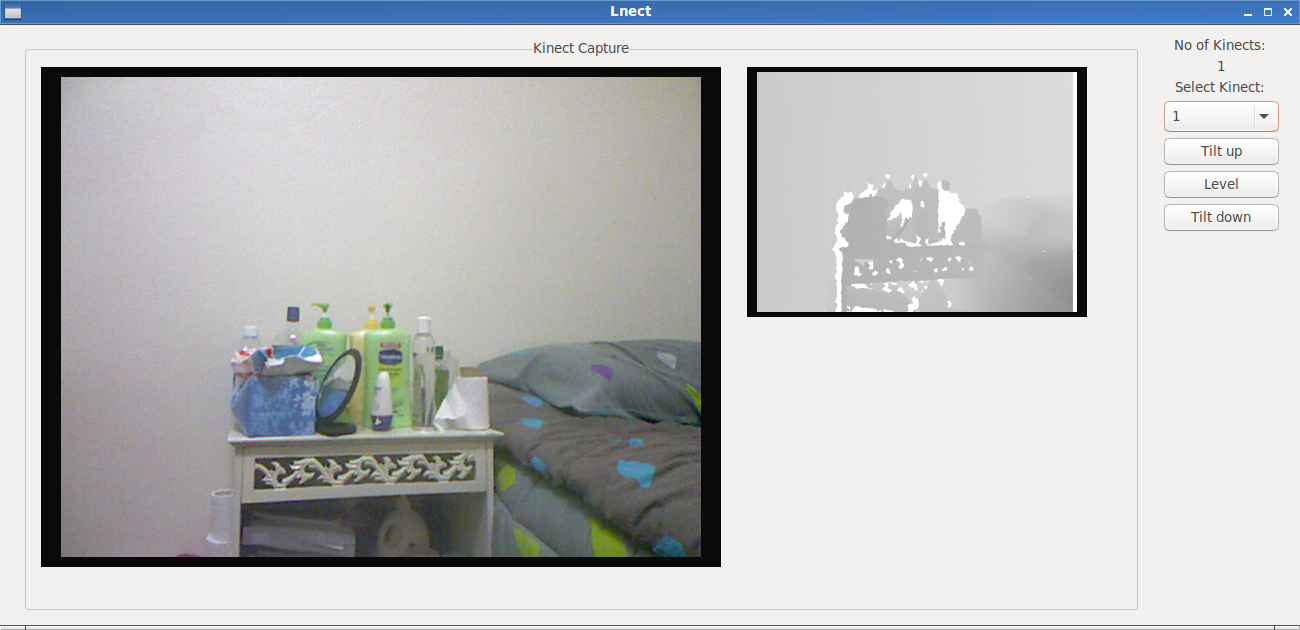 Lnect
Kinect Capture
No of Kinects:
1
Select Kinect:
1
Tilt up
Level
Tilt down